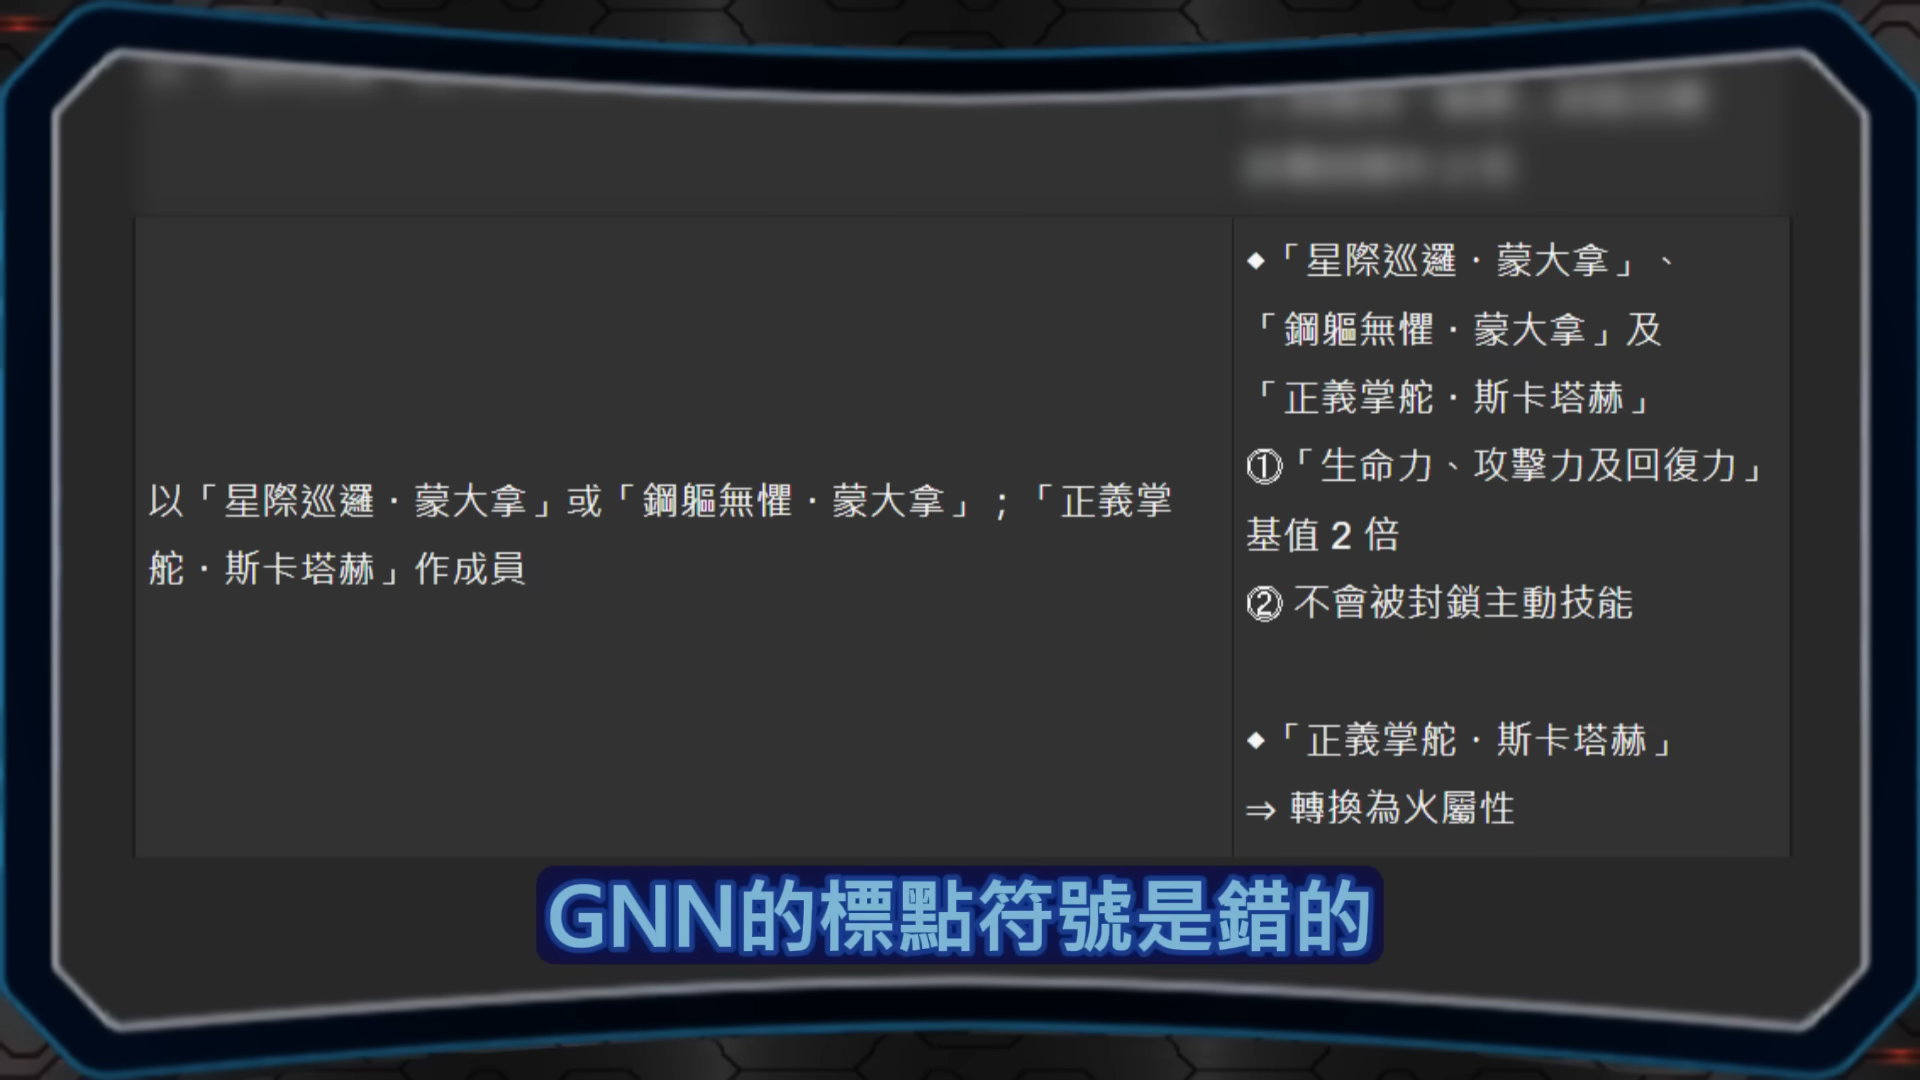 以「星際巡邏．蒙大拿」或「鋼軀無懼．蒙大拿」；「正義掌
舵．斯卡塔赫」作成員
◆「星際巡邏．蒙大拿」、
「鋼軀無懼．蒙大拿」及
「正義掌舵．斯卡塔赫」
①「生命力、攻擊力及回復力」
基值 2 倍
② 不會被封鎖主動技能
◆「正義掌舵．斯卡塔赫」
⇒ 轉換為火屬性
GNN的標點符號是錯的